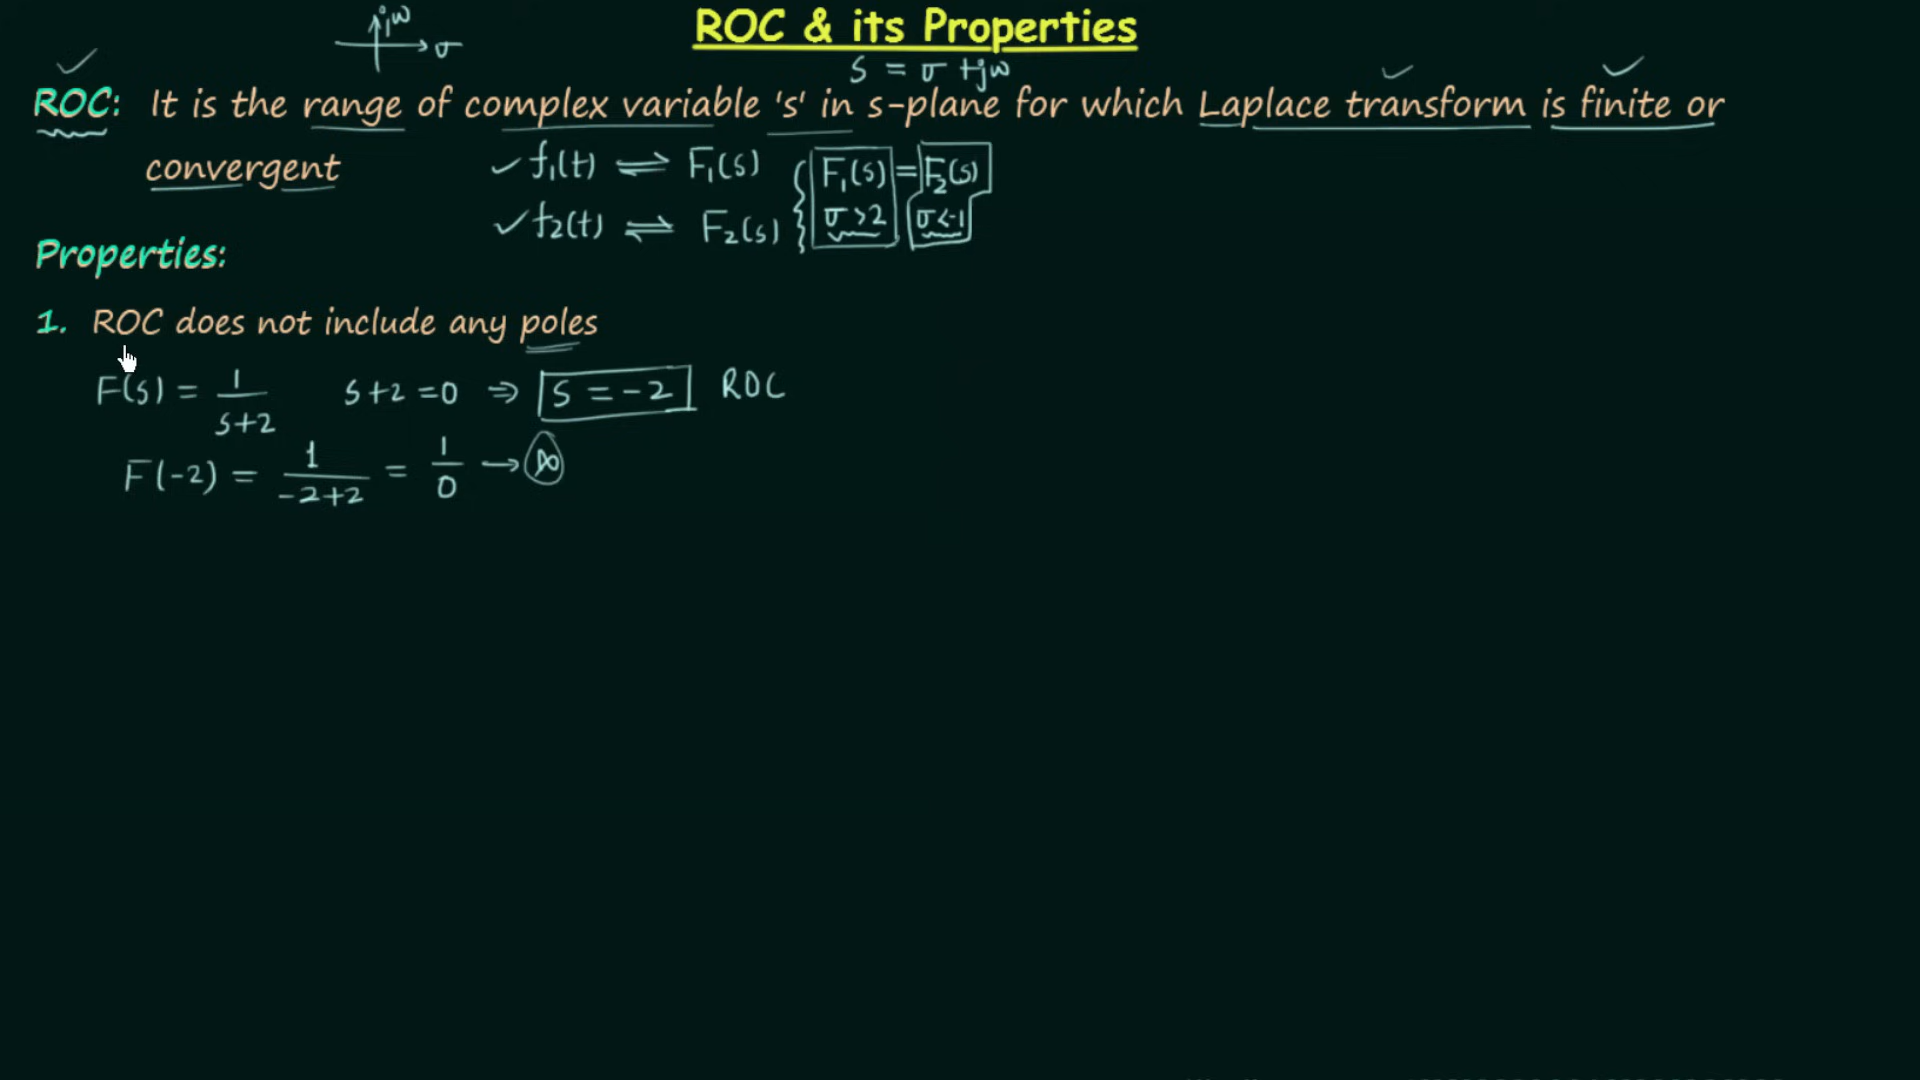 jω
σ
ROC & its Properties
S = σ +jω
ROC: It is the range of complex variable 's' in s-plane for which Laplace transform is finite or
convergent
f₁(t) ⇌ F₁(s)
f₂(t) ⇌ F₂(s)
F₁(s) = F₂(s)
σ>2 σ<-1
Properties:
1. ROC does not include any poles
F(s) = 1/(s+2) s+2 =0 ⇒ S = -2 ROC
F(-2) = 1/(-2+2) = 1/0 → ∞